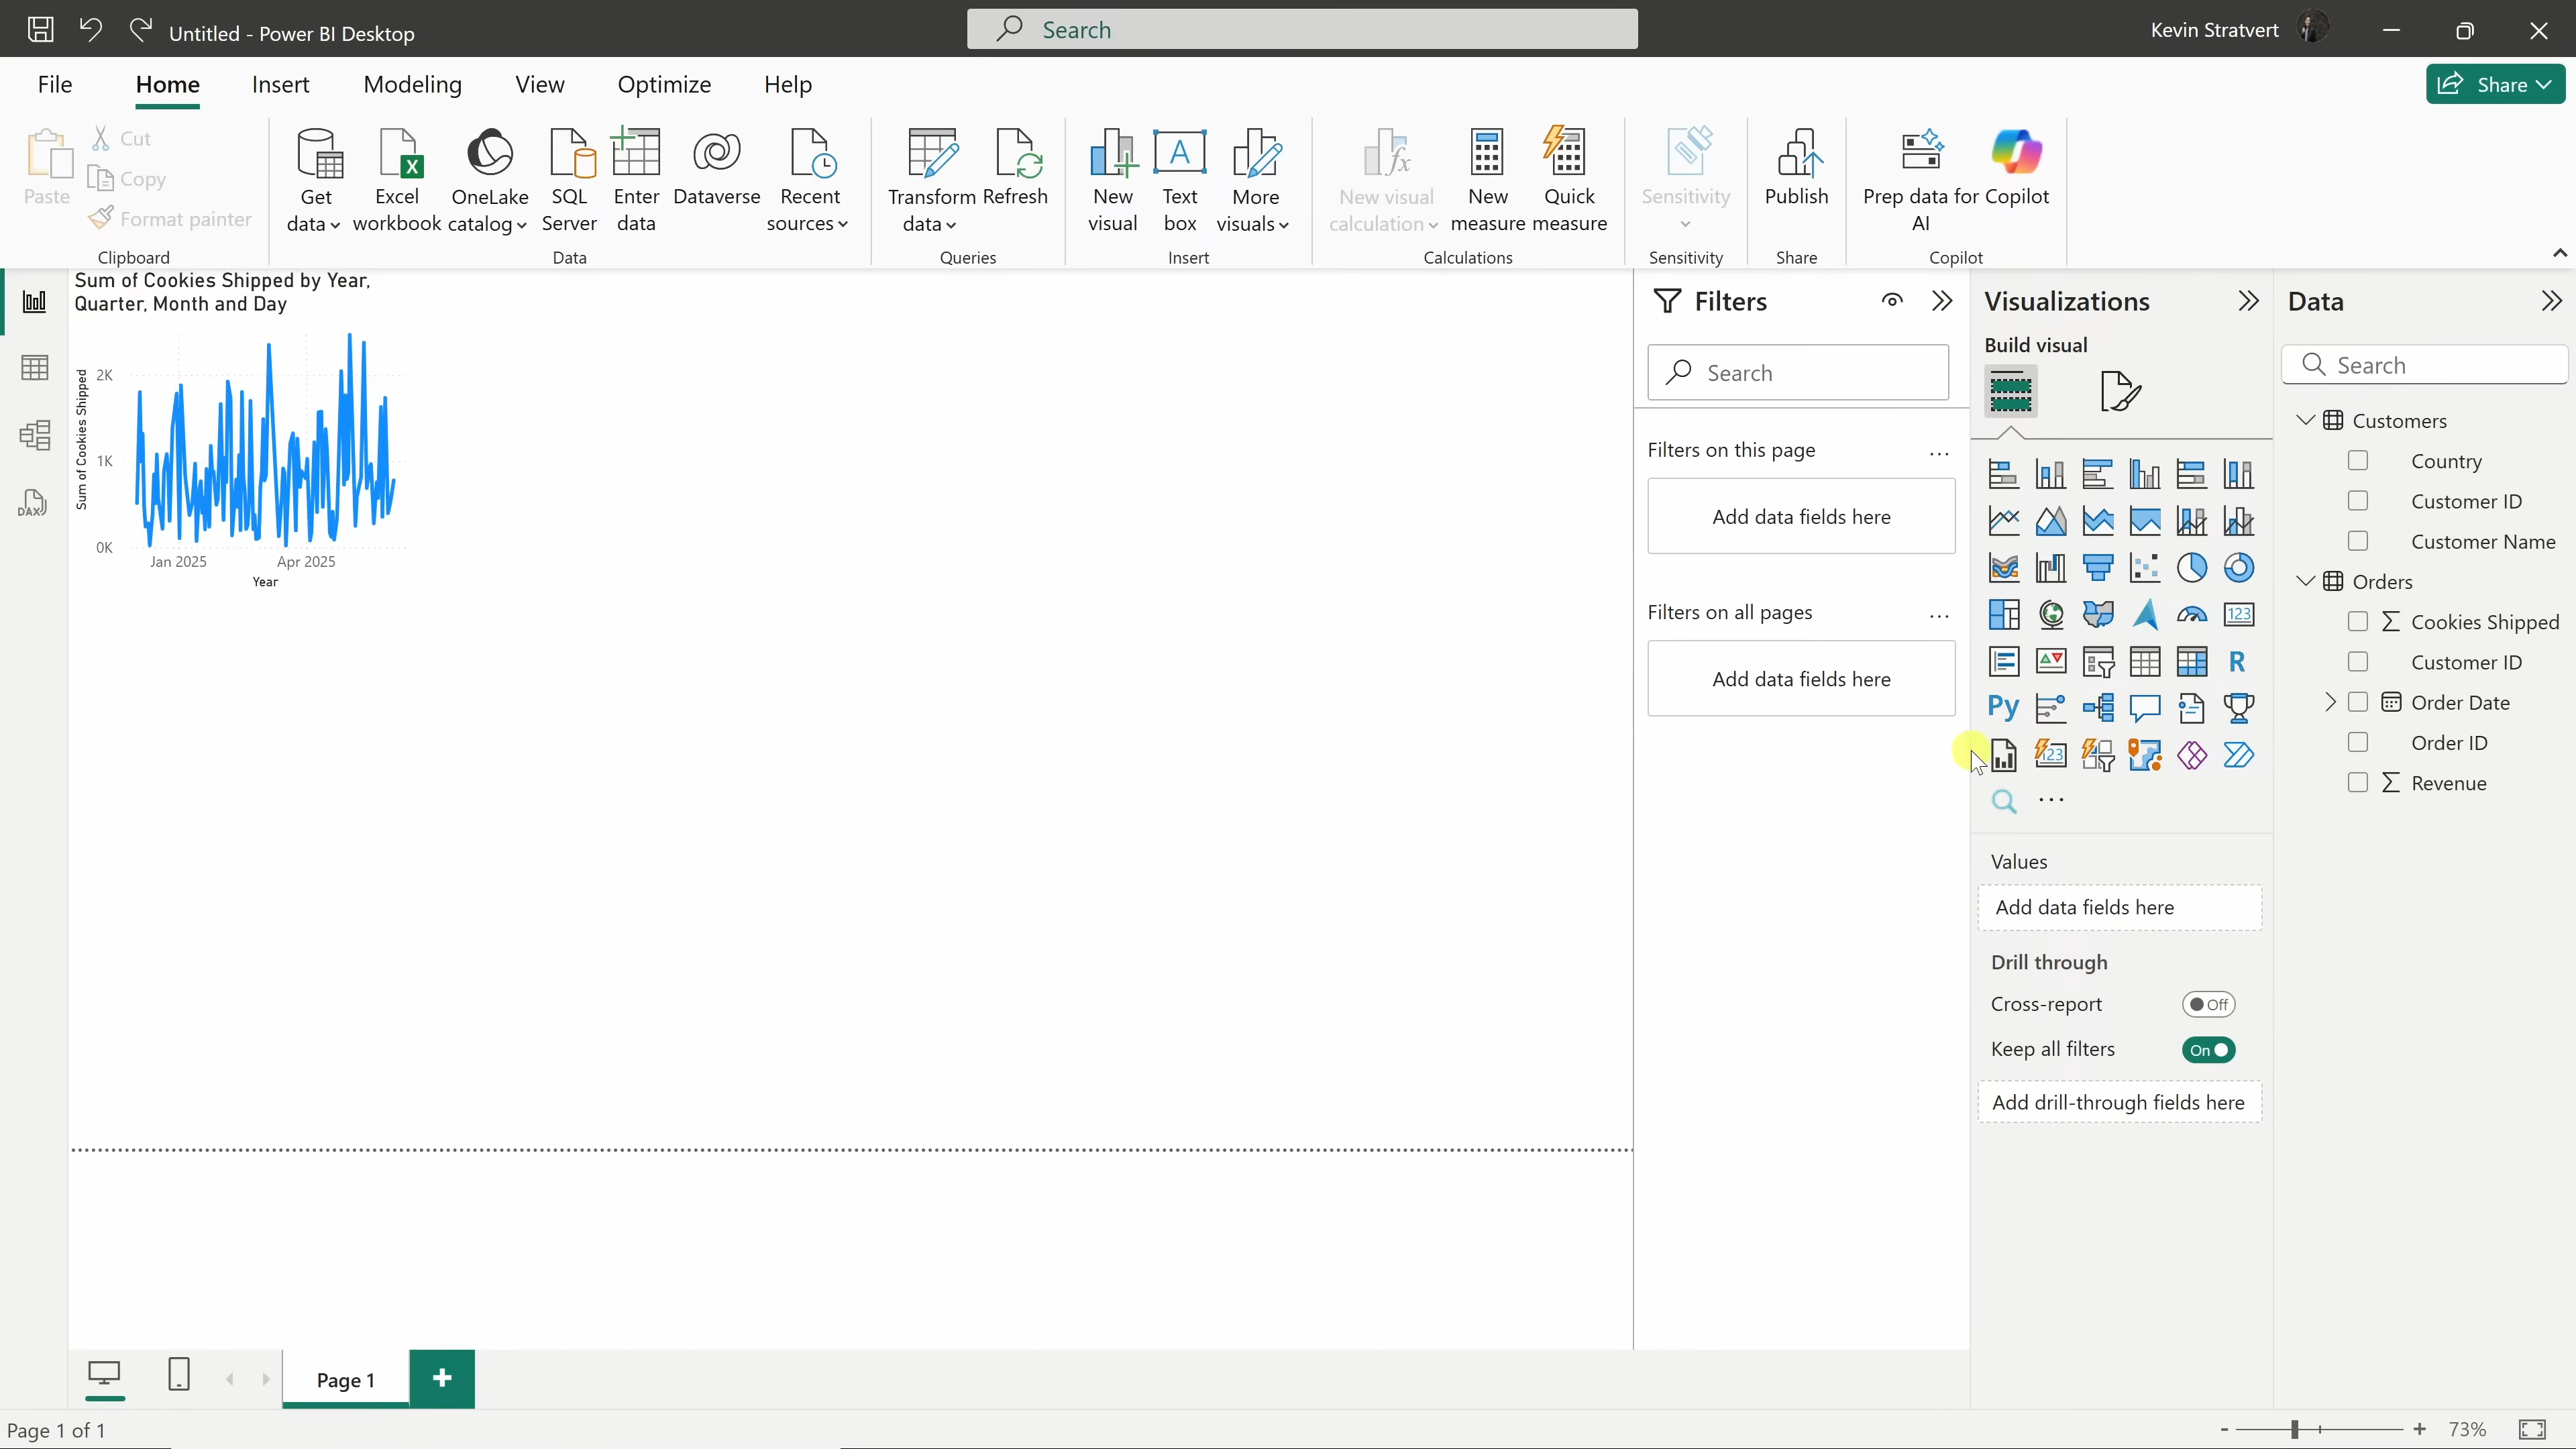 Untitled - Power BI Desktop
Search
Kevin Stratvert
File
Home
Insert
Modeling
View
Optimize
Help
Share
Paste
Cut
Copy
Format painter
Clipboard
Get
data
Excel
workbook
OneLake
catalog
SQL
Server
Enter
data
Dataverse
Recent
sources
Data
Transform
data
Refresh
Queries
New
visual
Text
box
More
visuals
Insert
New visual
calculation
New
measure
Quick
measure
Calculations
Sensitivity
Sensitivity
Publish
Share
Prep data for
AI
Copilot
Copilot
DAX
Sum of Cookies Shipped by Year,
Quarter, Month and Day
Sum of Cookies Shipped
2K
1K
0K
Jan 2025
Apr 2025
Year
Filters
Search
Filters on this page
Add data fields here
Filters on all pages
Add data fields here
Visualizations
Build visual
123
R
Py
123
Values
Add data fields here
Drill through
Cross-report
Off
Keep all filters
On
Add drill-through fields here
Data
Search
Customers
Country
Customer ID
Customer Name
Orders
Cookies Shipped
Customer ID
Order Date
Order ID
Revenue
Page 1
Page 1 of 1
73%